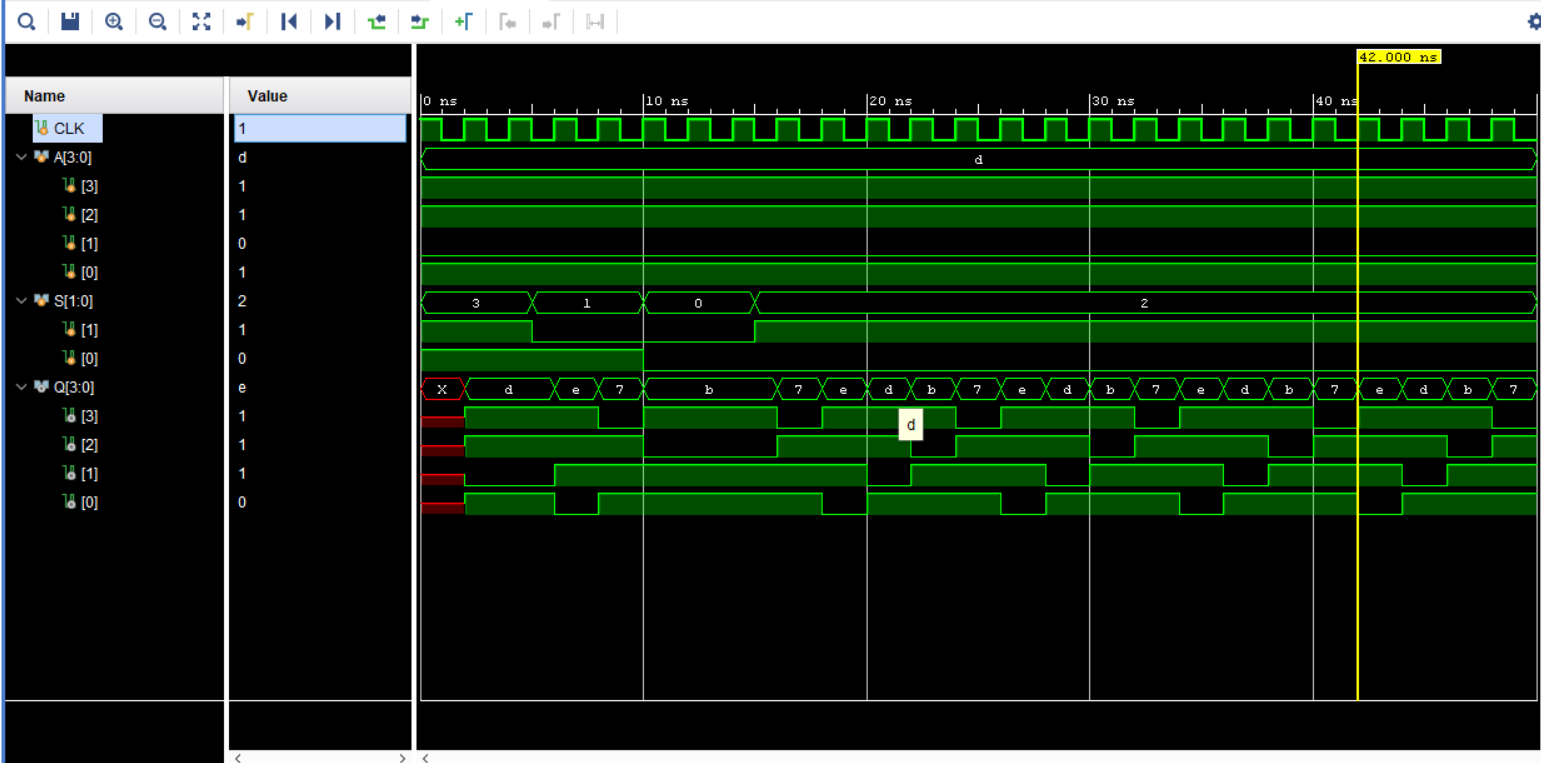 42.000 ns
Name Value
0 ns 10 ns 20 ns 30 ns 40 ns
CLK 1
A[3:0] d d
[3] 1
[2] 1
[1] 0
[0] 1
S[1:0] 2 3 1 0 2
[1] 1
[0] 0
Q[3:0] e X d e 7 b 7 e d b 7 e d b 7 e d b 7 e d b 7
[3] 1 d
[2] 1
[1] 1
[0] 0